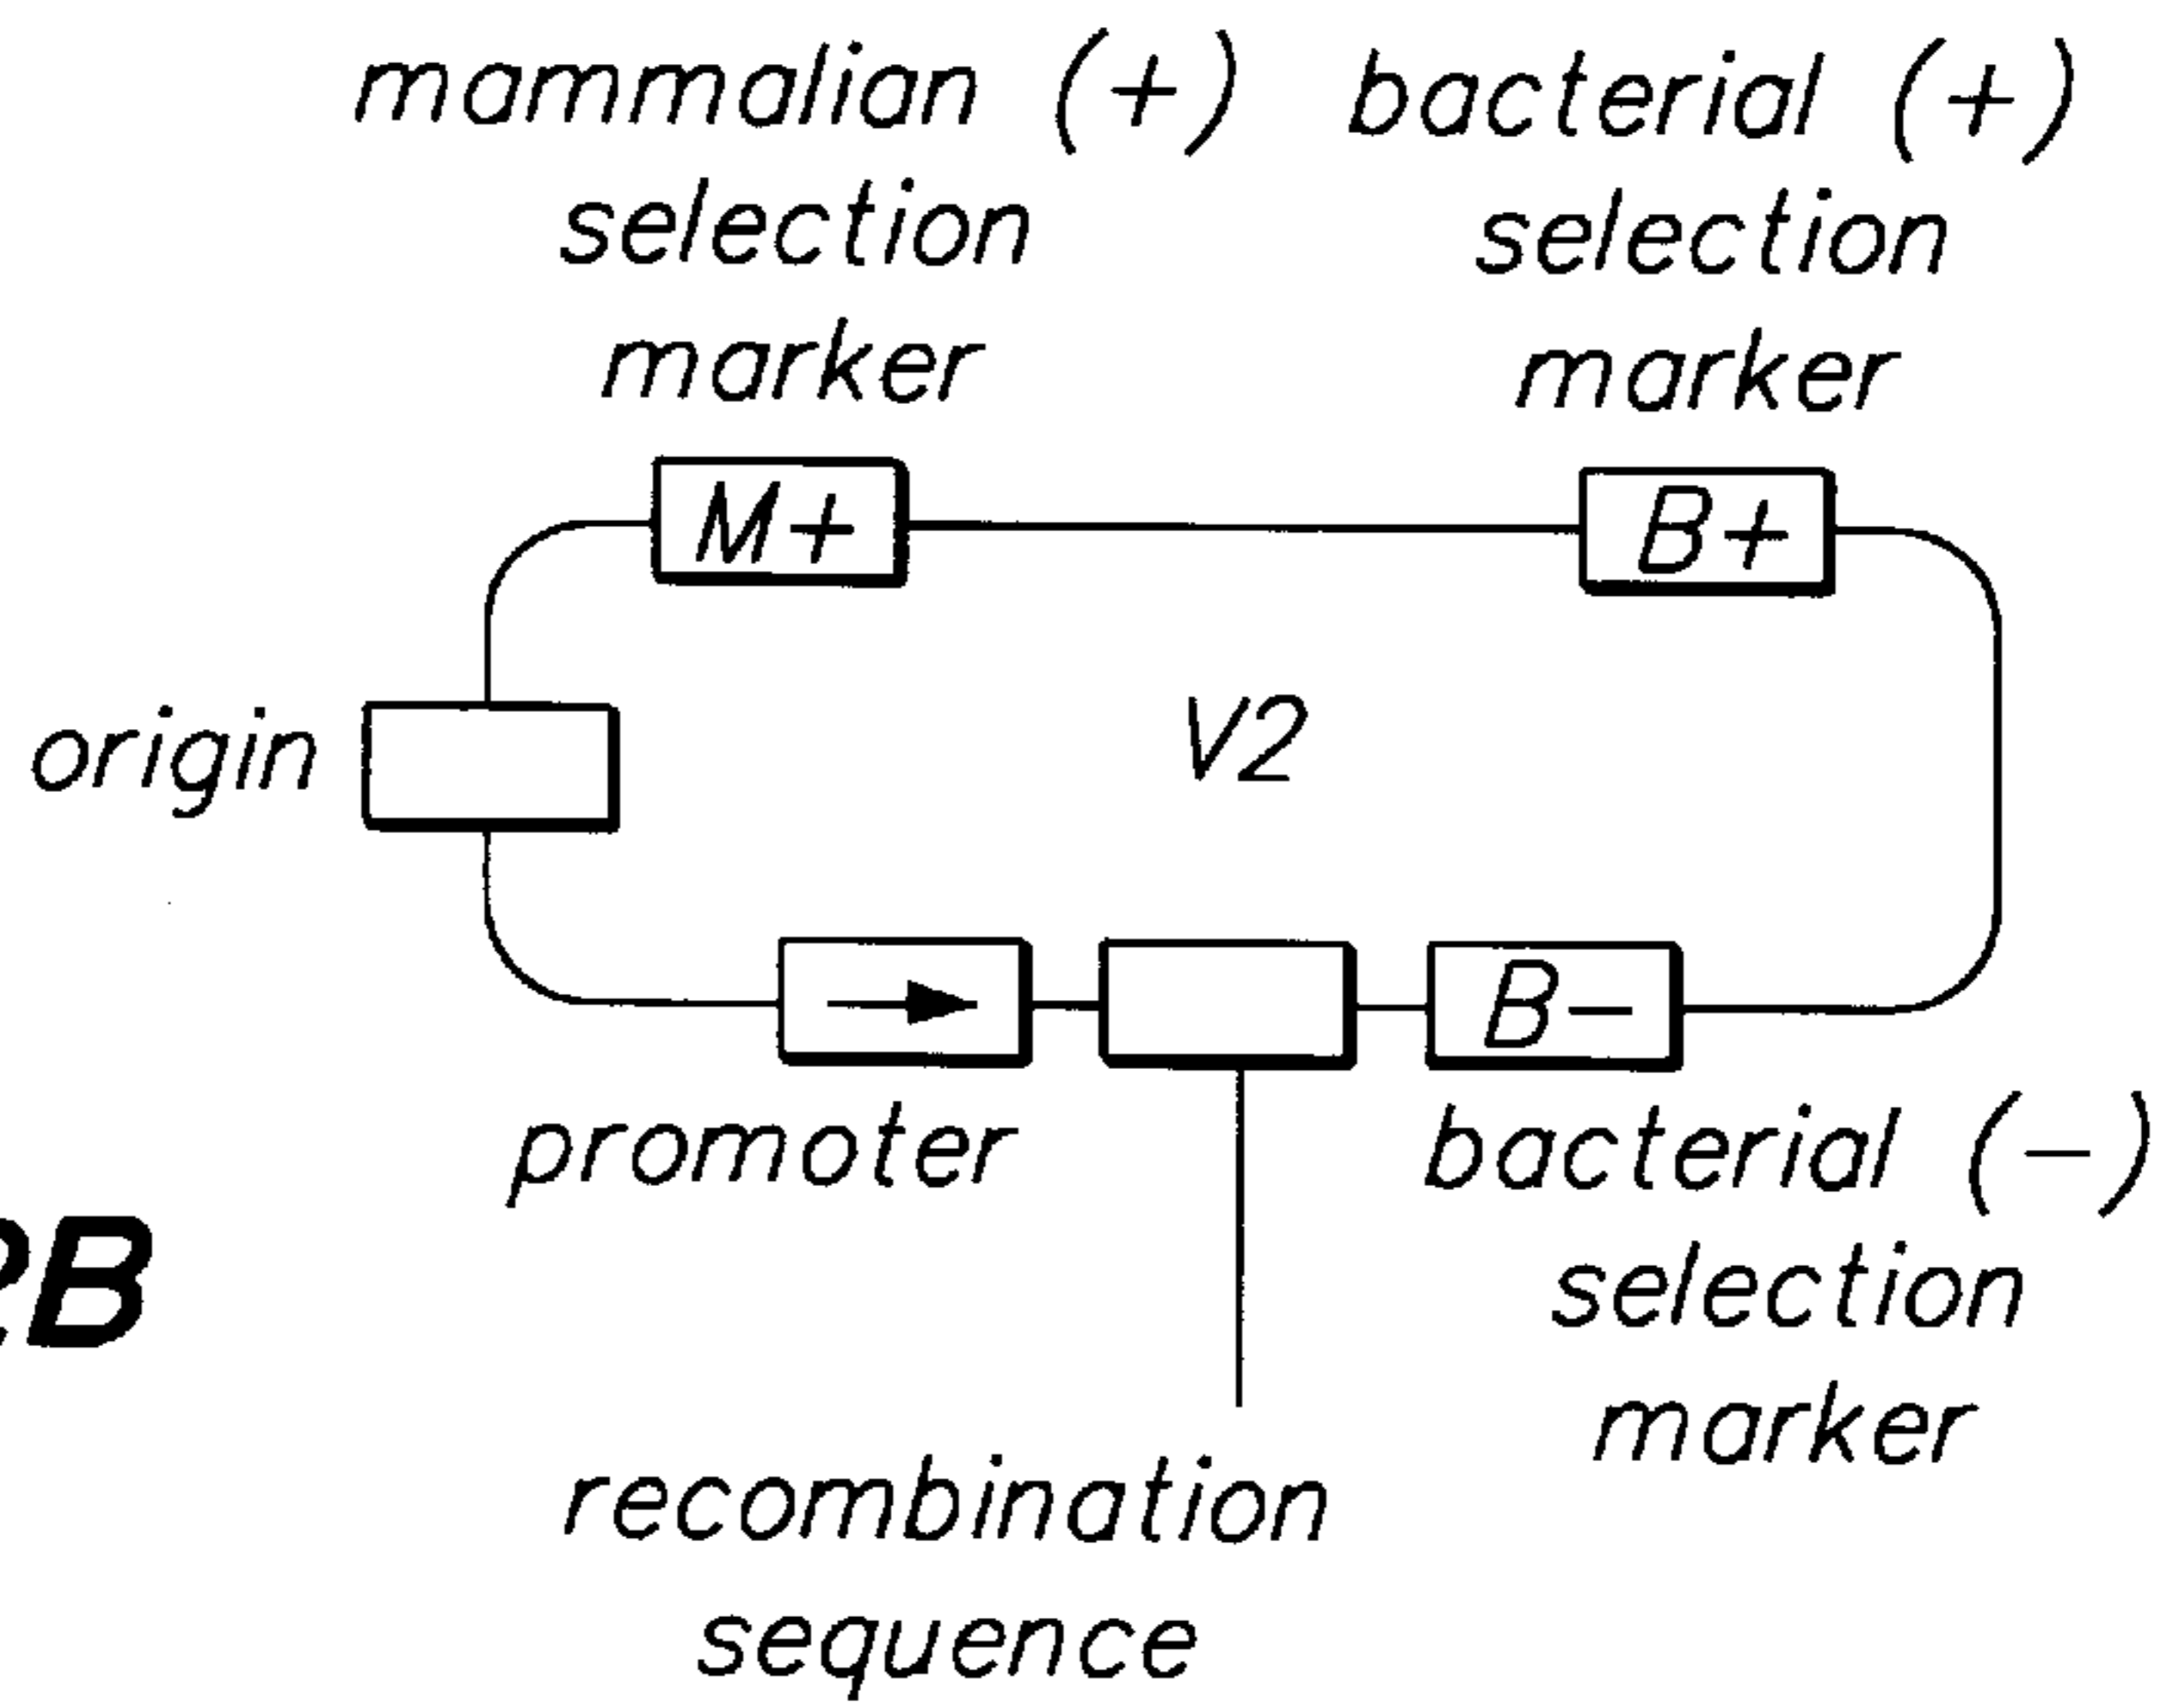 mammalian (+) bacterial (+)
selection selection
marker marker
M+ B+
origin
V2
B−
promoter bacterial (−)
selection
2B
marker
recombination
sequence